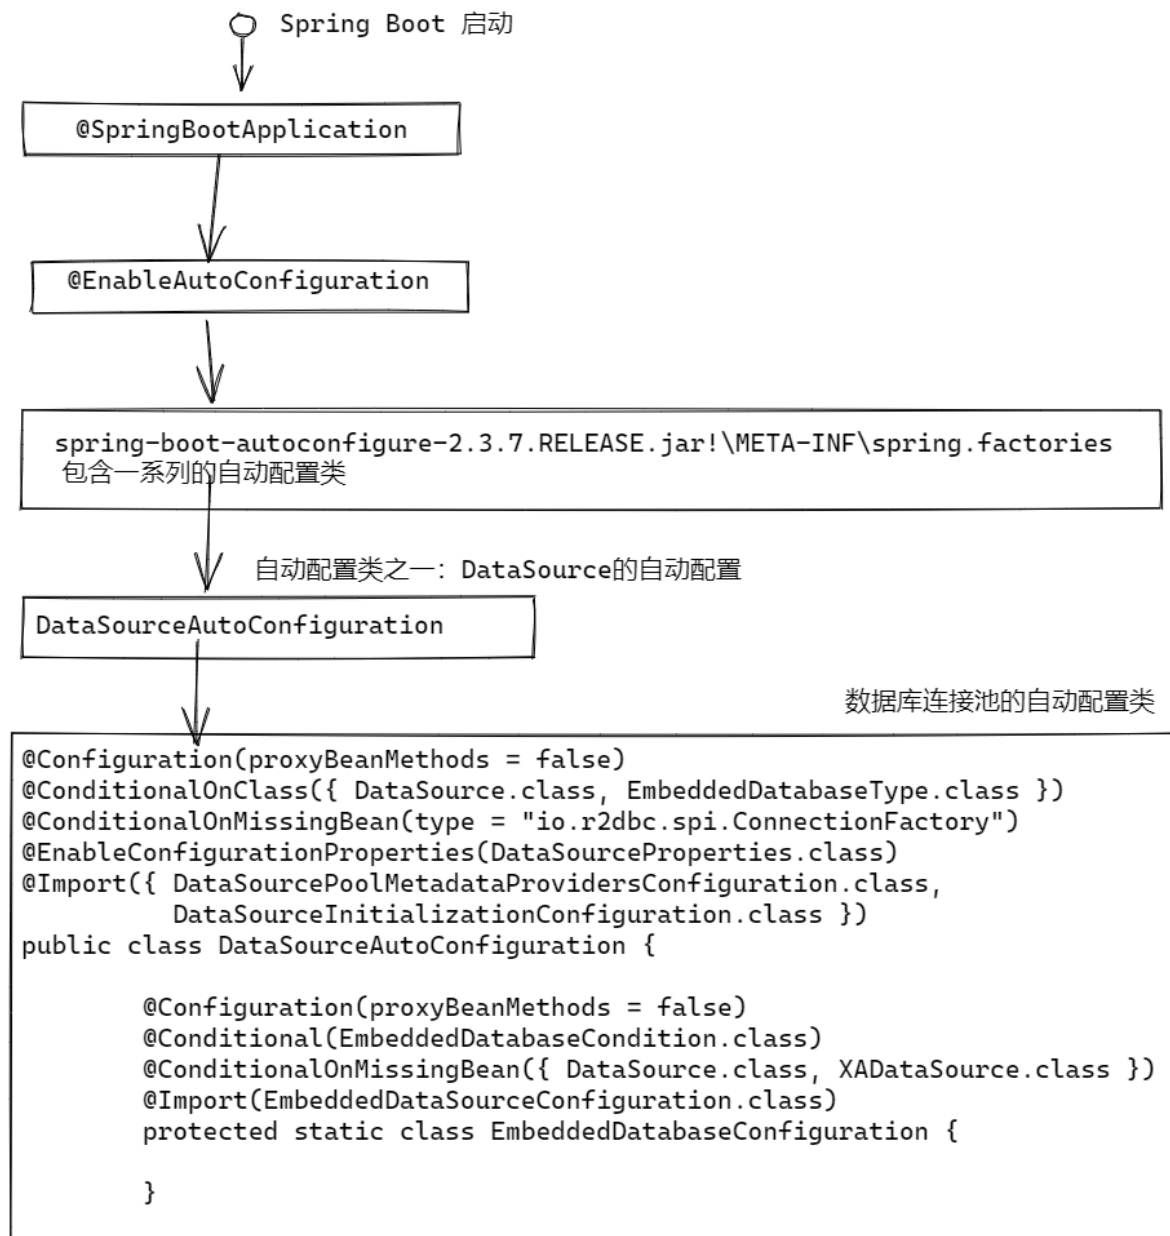 Spring Boot 启动
@SpringBootApplication
@EnableAutoConfiguration
spring-boot-autoconfigure-2.3.7.RELEASE.jar!\META-INF\spring.factories
包含一系列的自动配置类
自动配置类之一：DataSource的自动配置
DataSourceAutoConfiguration
数据库连接池的自动配置类
@Configuration(proxyBeanMethods = false)
@ConditionalOnClass({ DataSource.class, EmbeddedDatabaseType.class })
@ConditionalOnMissingBean(type = "io.r2dbc.spi.ConnectionFactory")
@EnableConfigurationProperties(DataSourceProperties.class)
@Import({ DataSourcePoolMetadataProvidersConfiguration.class,
DataSourceInitializationConfiguration.class })
public class DataSourceAutoConfiguration {
@Configuration(proxyBeanMethods = false)
@Conditional(EmbeddedDatabaseCondition.class)
@ConditionalOnMissingBean({ DataSource.class, XADataSource.class })
@Import(EmbeddedDataSourceConfiguration.class)
protected static class EmbeddedDatabaseConfiguration {
}